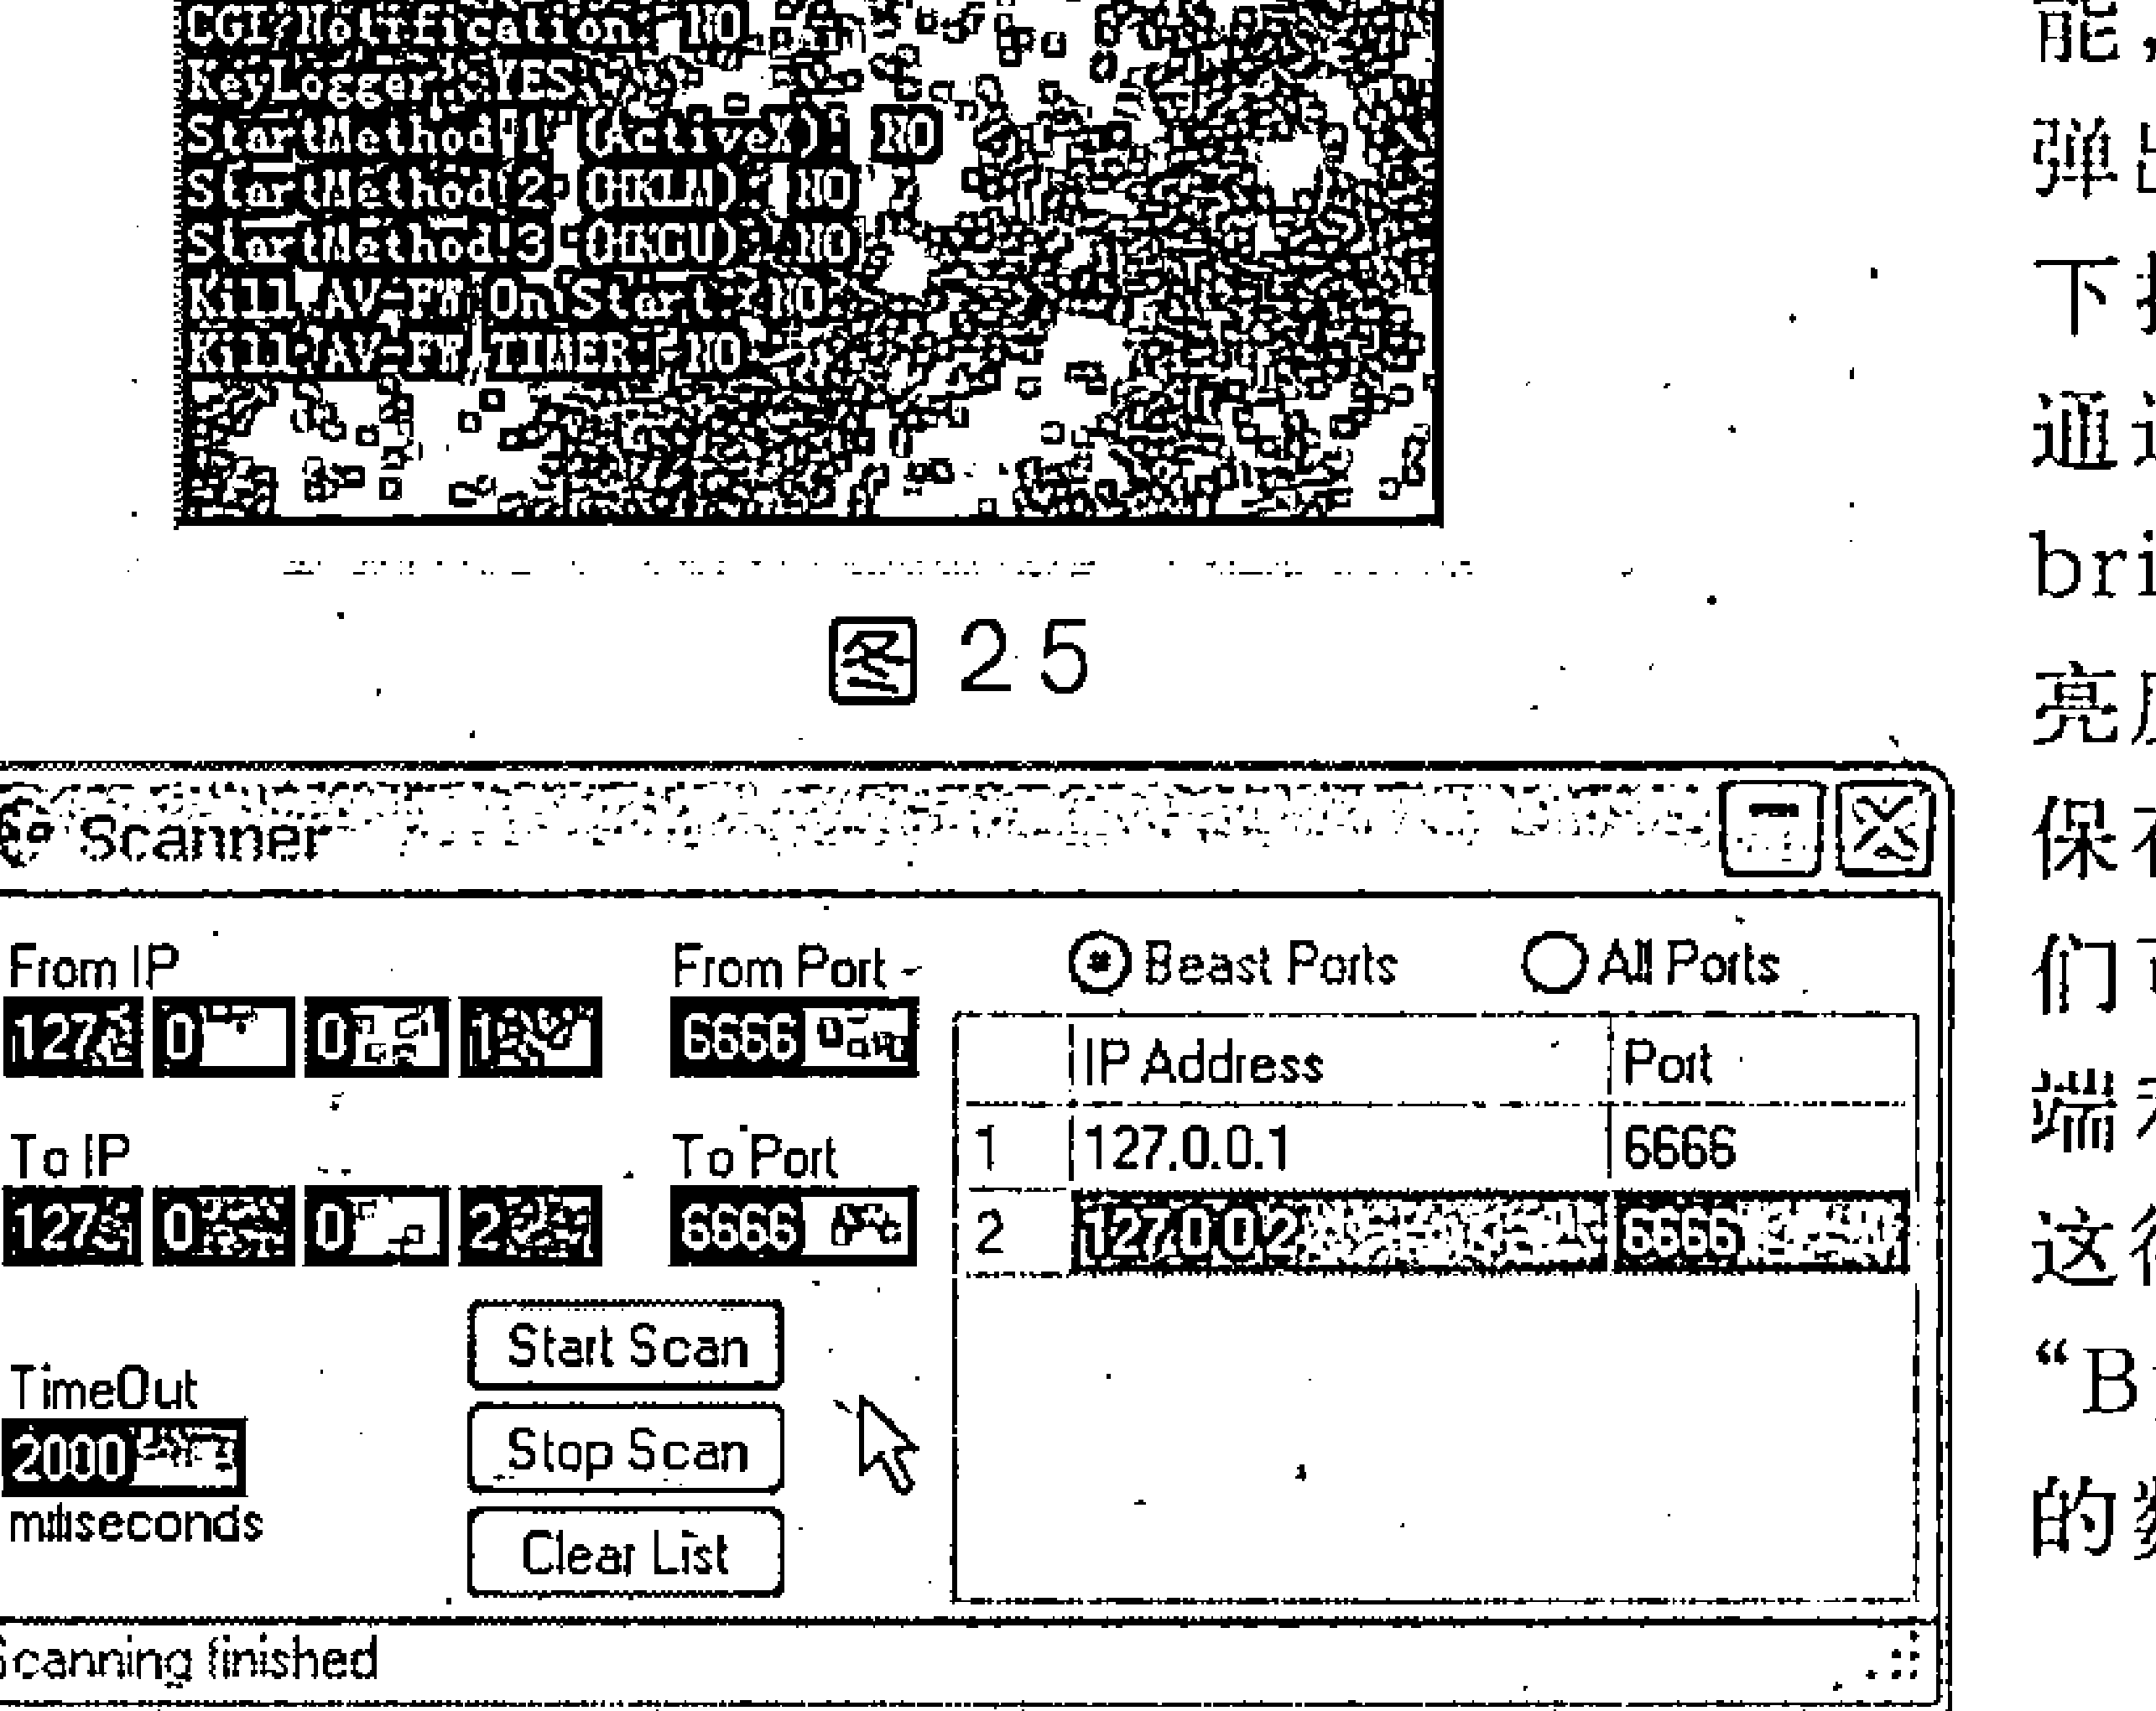 CGI Notification: NO
KeyLogger: YES
StartMethod 1 (ActiveX): NO
StartMethod 2 (HKLM): NO
StartMethod 3 (HKCU): NO
Kill AV-FW On Start: NO
Kill AV-FW TIMER: NO
图 25
Scanner
From IP
From Port
127 0 0 1
6666
To IP
To Port
127 0 0 2
6666
TimeOut
2000
miliseconds
Start Scan
Stop Scan
Clear List
Beast Ports
All Ports
IP Address Port
1 127.0.0.1 6666
2 127.0.0.2 6666
Scanning finished
能，
弹
下
通
bri
亮
保
们
端
这
“B
的